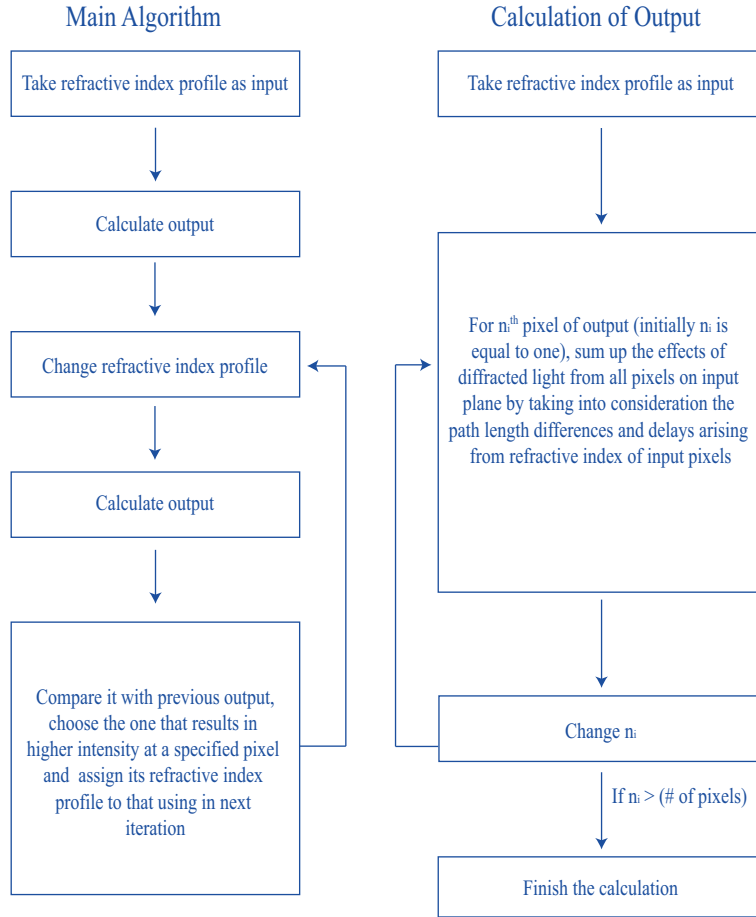 Main Algorithm
Take refractive index profile as input
Calculate output
Change refractive index profile
Calculate output
Compare it with previous output,
choose the one that results in
higher intensity at a specified pixel
and assign its refractive index
profile to that using in next
iteration
Calculation of Output
Take refractive index profile as input
For nᵢᵗʰ pixel of output (initially nᵢ is
equal to one), sum up the effects of
diffracted light from all pixels on input
plane by taking into consideration the
path length differences and delays arising
from refractive index of input pixels
Change nᵢ
If nᵢ > (# of pixels)
Finish the calculation